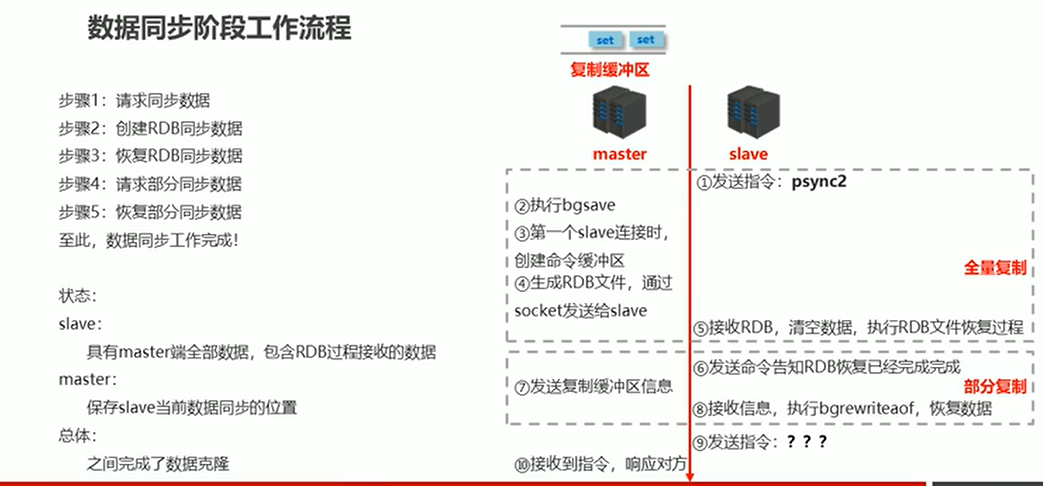 数据同步阶段工作流程
步骤1：请求同步数据
步骤2：创建RDB同步数据
步骤3：恢复RDB同步数据
步骤4：请求部分同步数据
步骤5：恢复部分同步数据
至此，数据同步工作完成！
状态：
slave：
具有master端全部数据，包含RDB过程接收的数据
master：
保存slave当前数据同步的位置
总体：
之间完成了数据克隆
set set
复制缓冲区
master slave
①发送指令：psync2
②执行bgsave
③第一个slave连接时，
创建命令缓冲区
④生成RDB文件，通过
socket发送给slave
全量复制
⑤接收RDB，清空数据，执行RDB文件恢复过程
⑥发送命令告知RDB恢复已经完成完成
⑦发送复制缓冲区信息
部分复制
⑧接收信息，执行bgrewriteaof，恢复数据
⑨发送指令：？？？
⑩接收到指令，响应对方